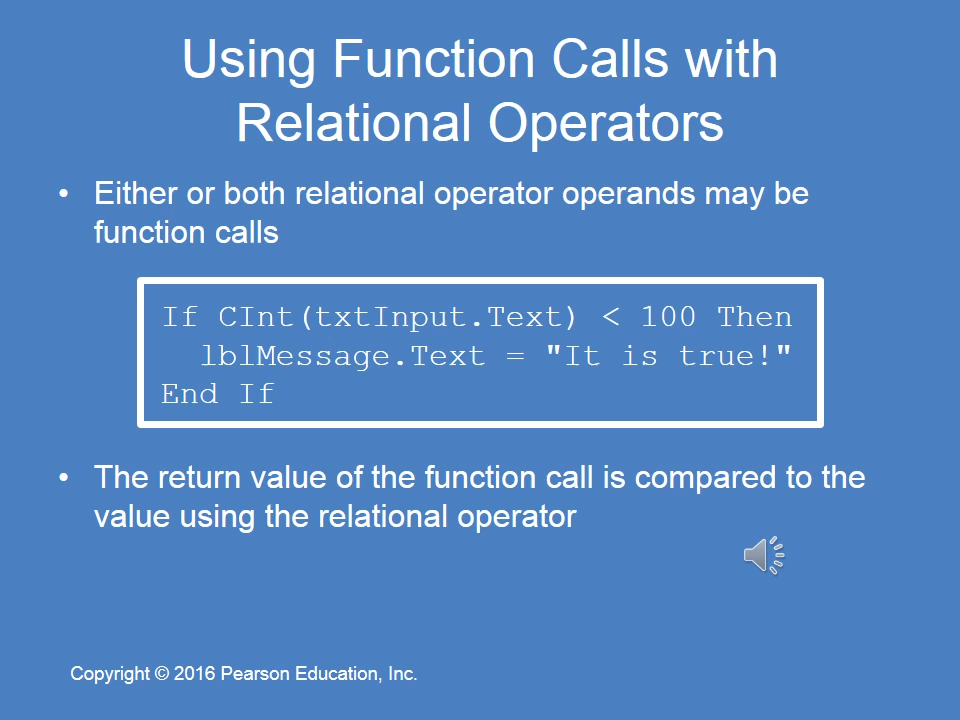 Using Function Calls with
Relational Operators
• Either or both relational operator operands may be
function calls
If CInt(txtInput.Text) < 100 Then
lblMessage.Text = "It is true!"
End If
• The return value of the function call is compared to the
value using the relational operator
Copyright © 2016 Pearson Education, Inc.